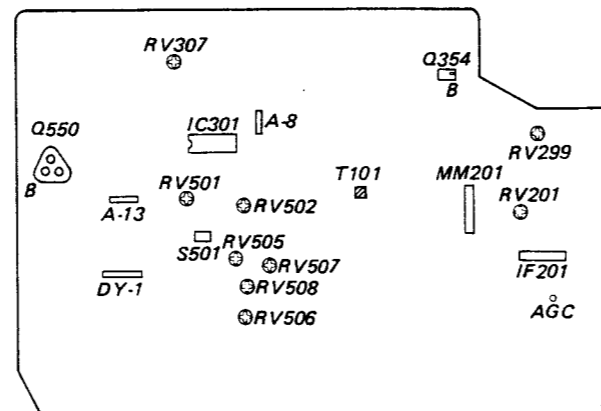 RV307
Q354
B
Q550
IC301
A-8
RV299
B
RV501
T101
MM201
A-13
RV502
RV201
S501
RV505
RV507
IF201
DY-1
RV508
AGC
RV506